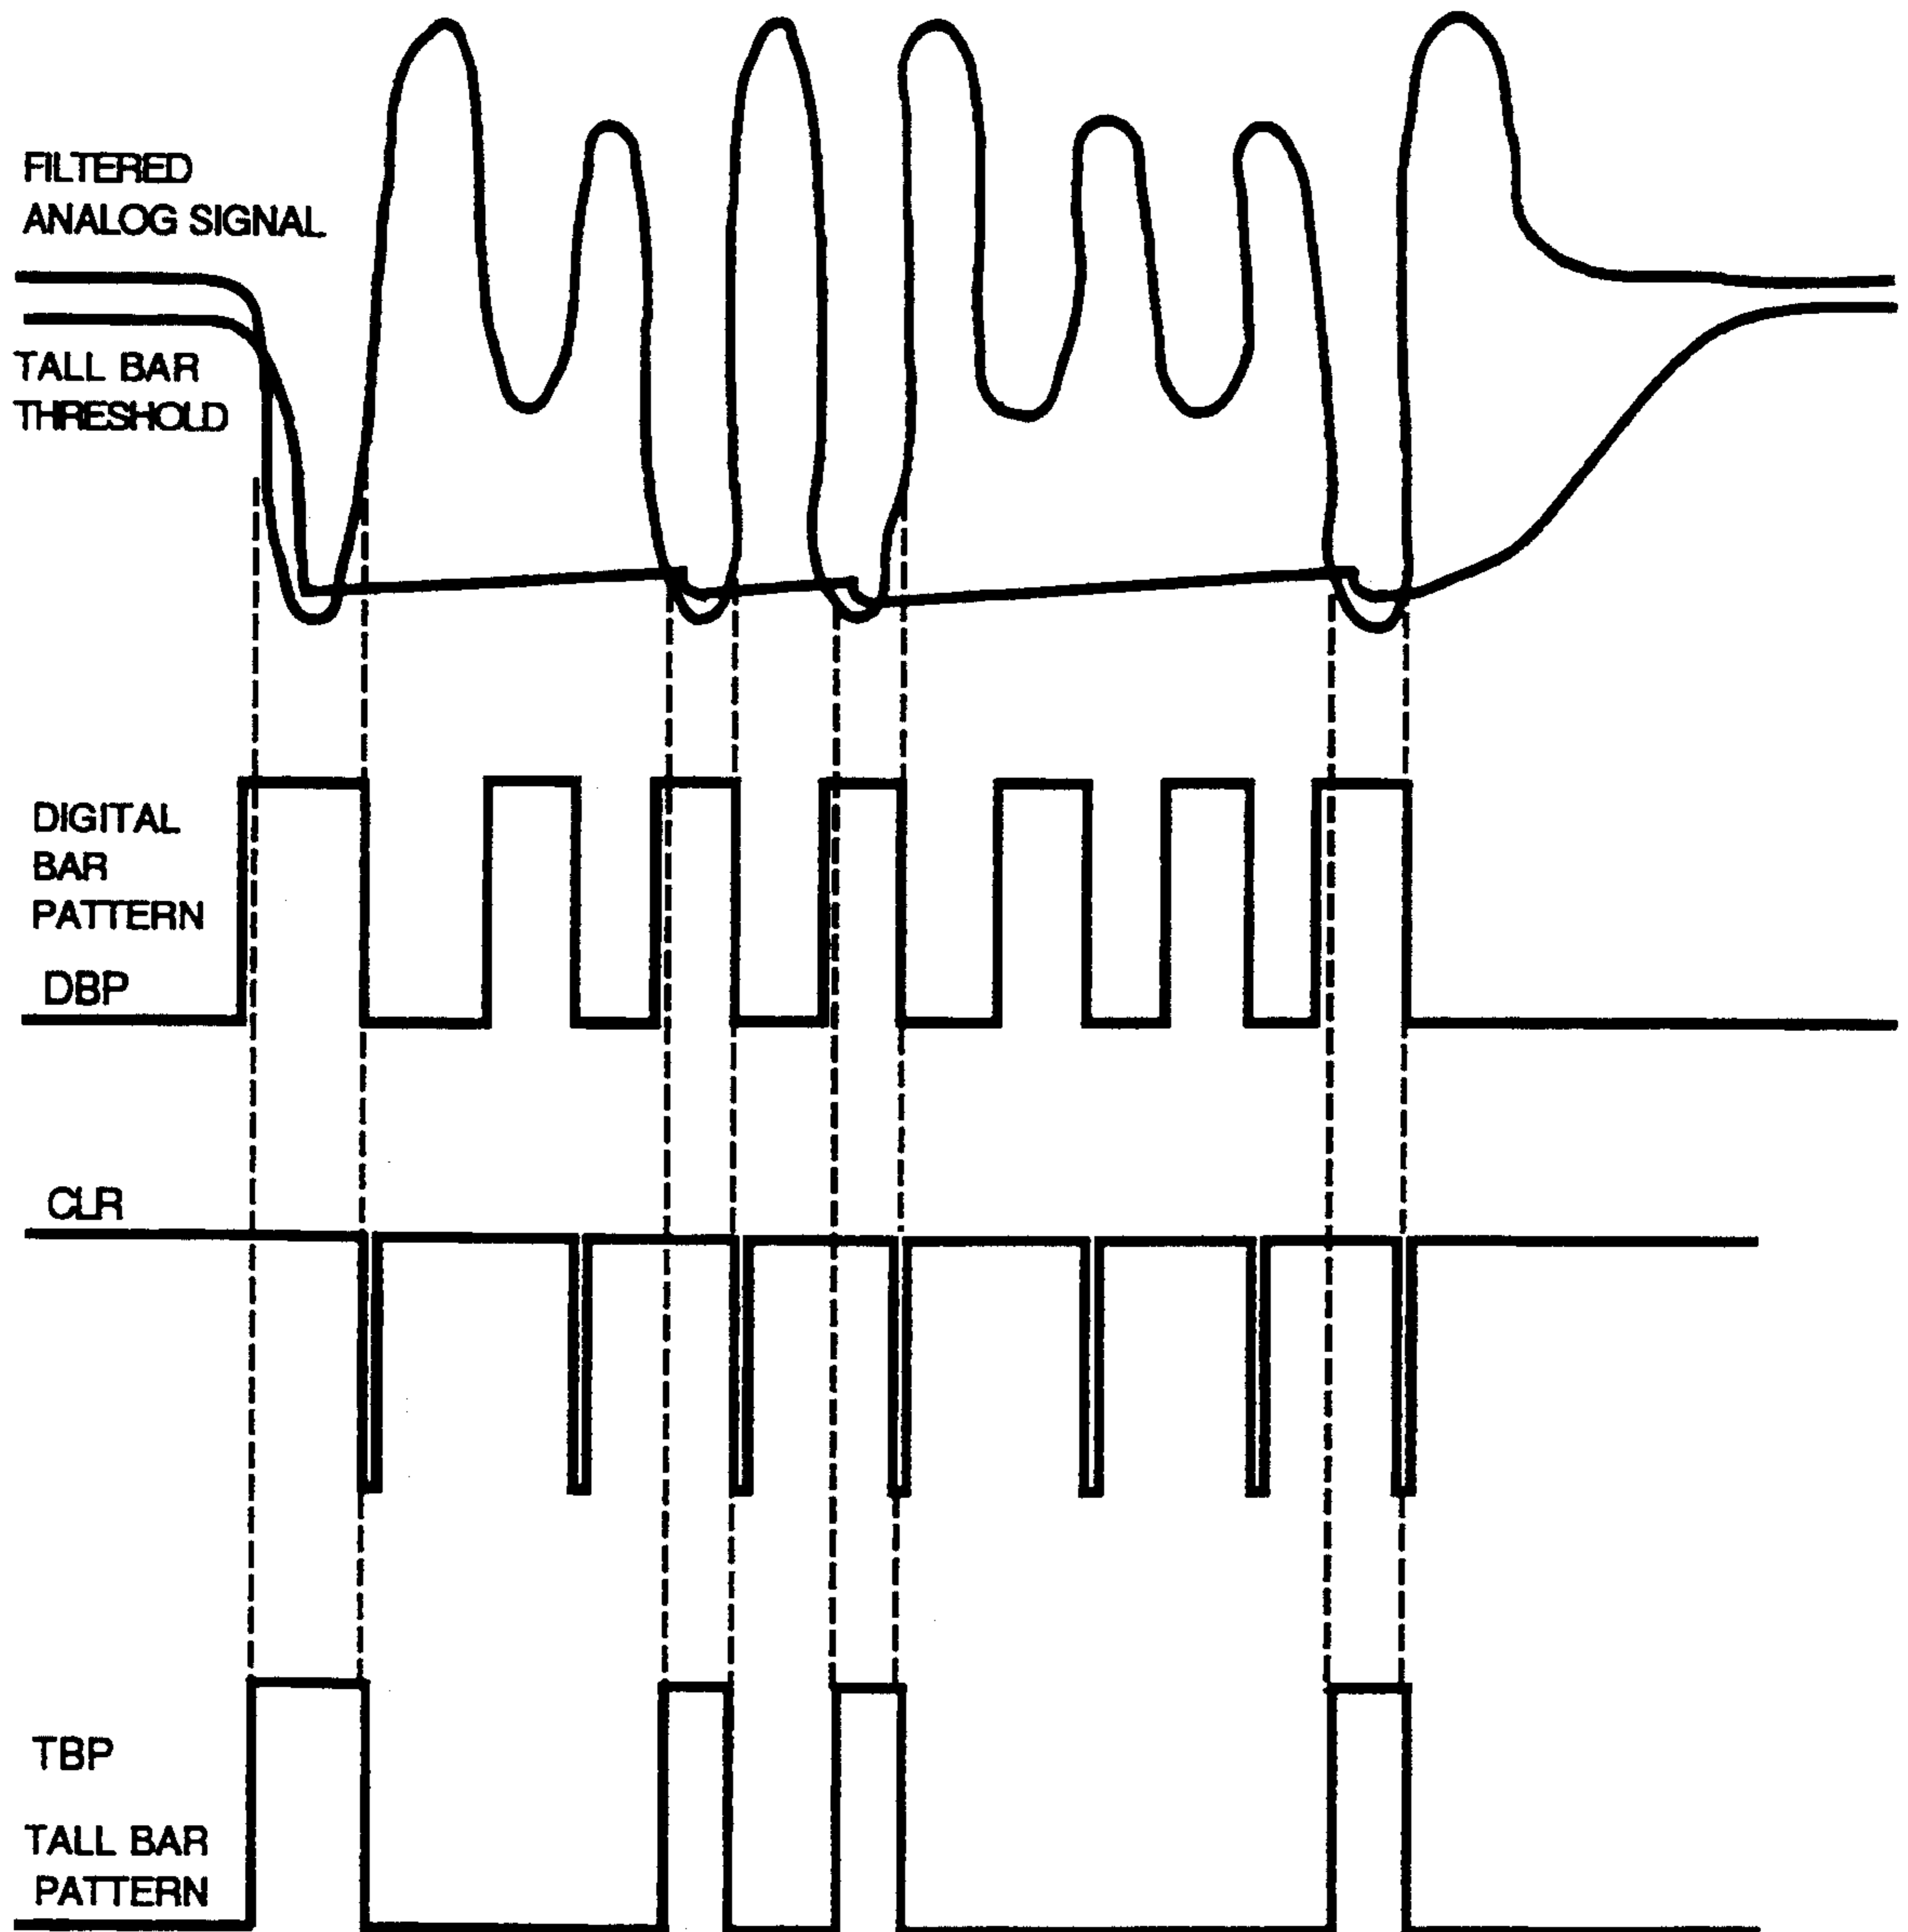 FILTERED
ANALOG SIGNAL
TALL BAR
THRESHOLD
DIGITAL
BAR
PATTERN
DBP
CLR
TBP
TALL BAR
PATTERN